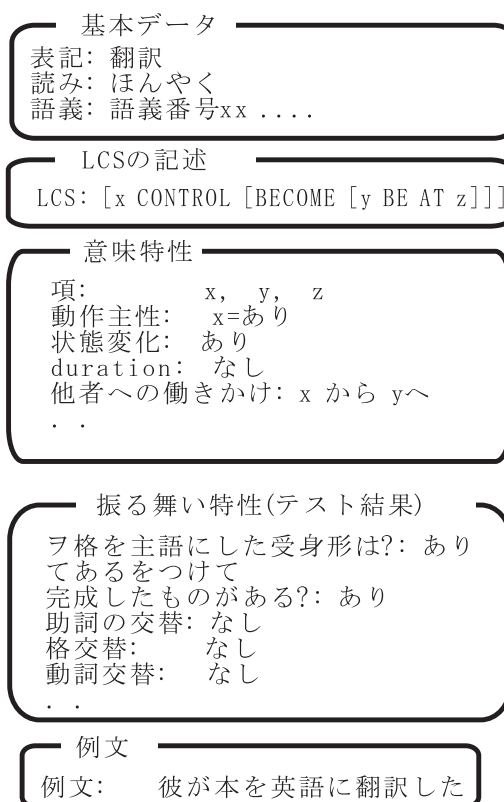 基本データ
表記: 翻訳
読み: ほんやく
語義: 語義番号xx ....
LCSの記述
LCS: [x CONTROL [BECOME [y BE AT z]]]
意味特性
項: x, y, z
動作主性: x=あり
状態変化: あり
duration: なし
他者への働きかけ: x から yへ
. .
振る舞い特性(テスト結果)
ヲ格を主語にした受身形は?: あり
てあるをつけて
完成したものがある?: あり
助詞の交替: なし
格交替: なし
動詞交替: なし
. .
例文
例文: 彼が本を英語に翻訳した